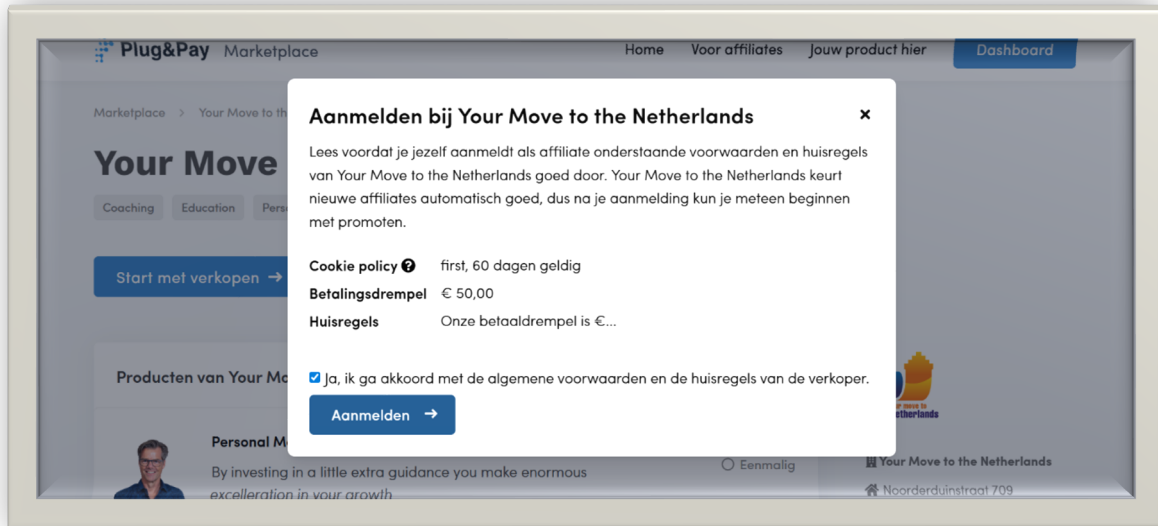 Plug&Pay Marketplace
Home Voor affiliates Jouw product hier Dashboard
Marketplace > Your Move to th
Your Move
Coaching Education Pers
Start met verkopen →
Aanmelden bij Your Move to the Netherlands
Lees voordat je jezelf aanmeldt als affiliate onderstaande voorwaarden en huisregels
van Your Move to the Netherlands goed door. Your Move to the Netherlands keurt
nieuwe affiliates automatisch goed, dus na je aanmelding kun je meteen beginnen
met promoten.
Cookie policy first, 60 dagen geldig
Betalingsdrempel € 50,00
Huisregels Onze betaaldrempel is €...
Ja, ik ga akkoord met de algemene voorwaarden en de huisregels van de verkoper.
Aanmelden →
Producten van Your Mo
Personal M
By investing in a little extra guidance you make enormous
excelleration in your growth
Eenmalig
Your Move to the Netherlands
Noorderduinstraat 709